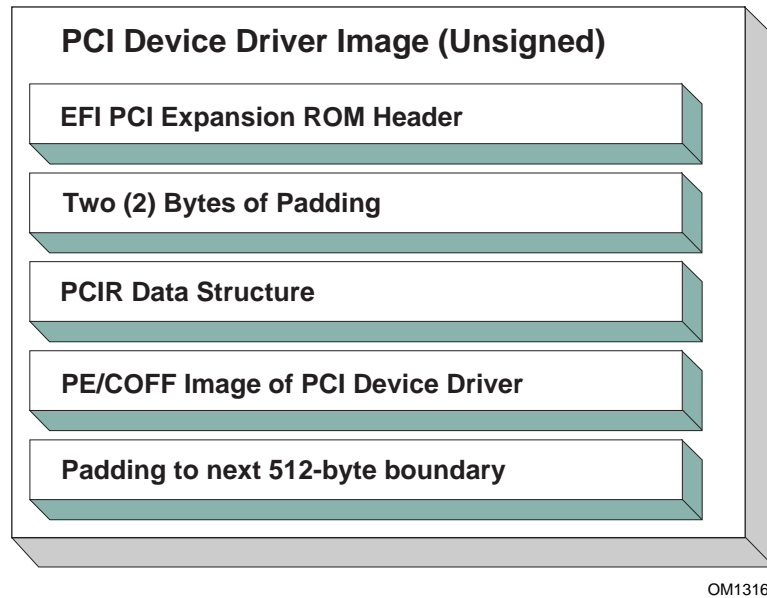 PCI Device Driver Image (Unsigned)
EFI PCI Expansion ROM Header
Two (2) Bytes of Padding
PCIR Data Structure
PE/COFF Image of PCI Device Driver
Padding to next 512-byte boundary
OM1316